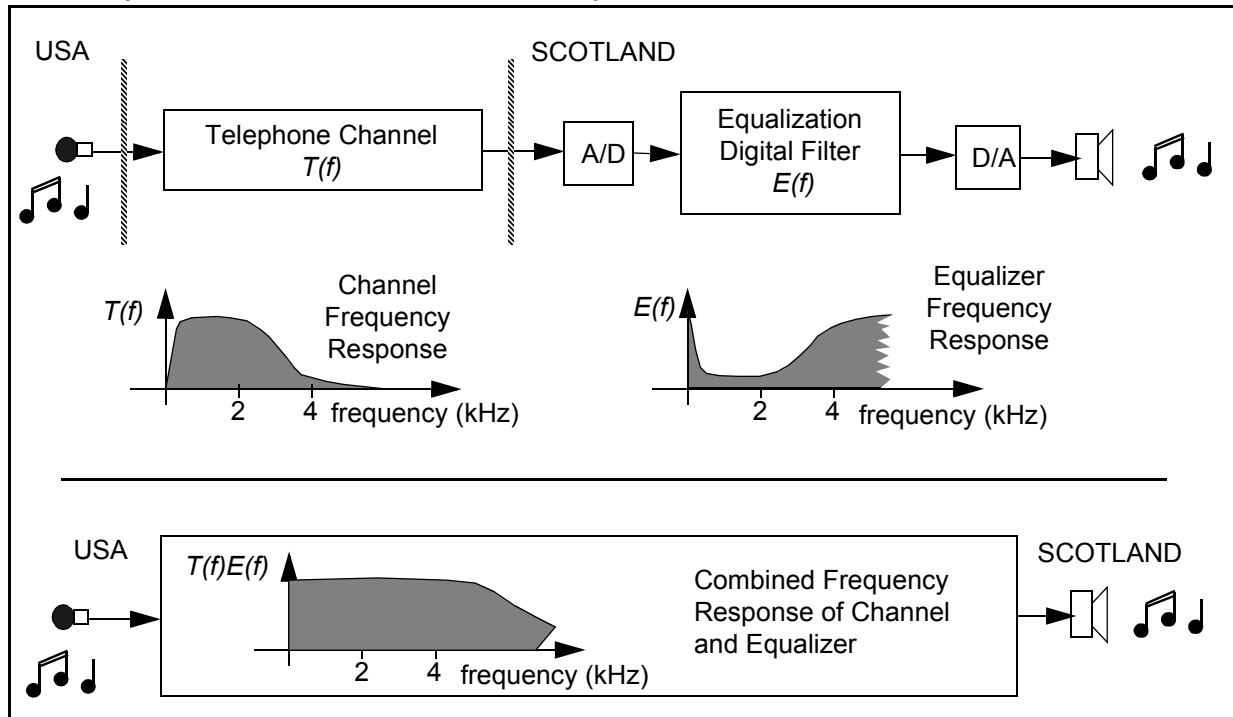 USA
SCOTLAND
Telephone Channel
T(f)
A/D
Equalization
Digital Filter
E(f)
D/A
T(f)
Channel
Frequency
Response
2
4
frequency (kHz)
E(f)
Equalizer
Frequency
Response
2
4
frequency (kHz)
USA
T(f)E(f)
2
4
frequency (kHz)
Combined Frequency
Response of Channel
and Equalizer
SCOTLAND